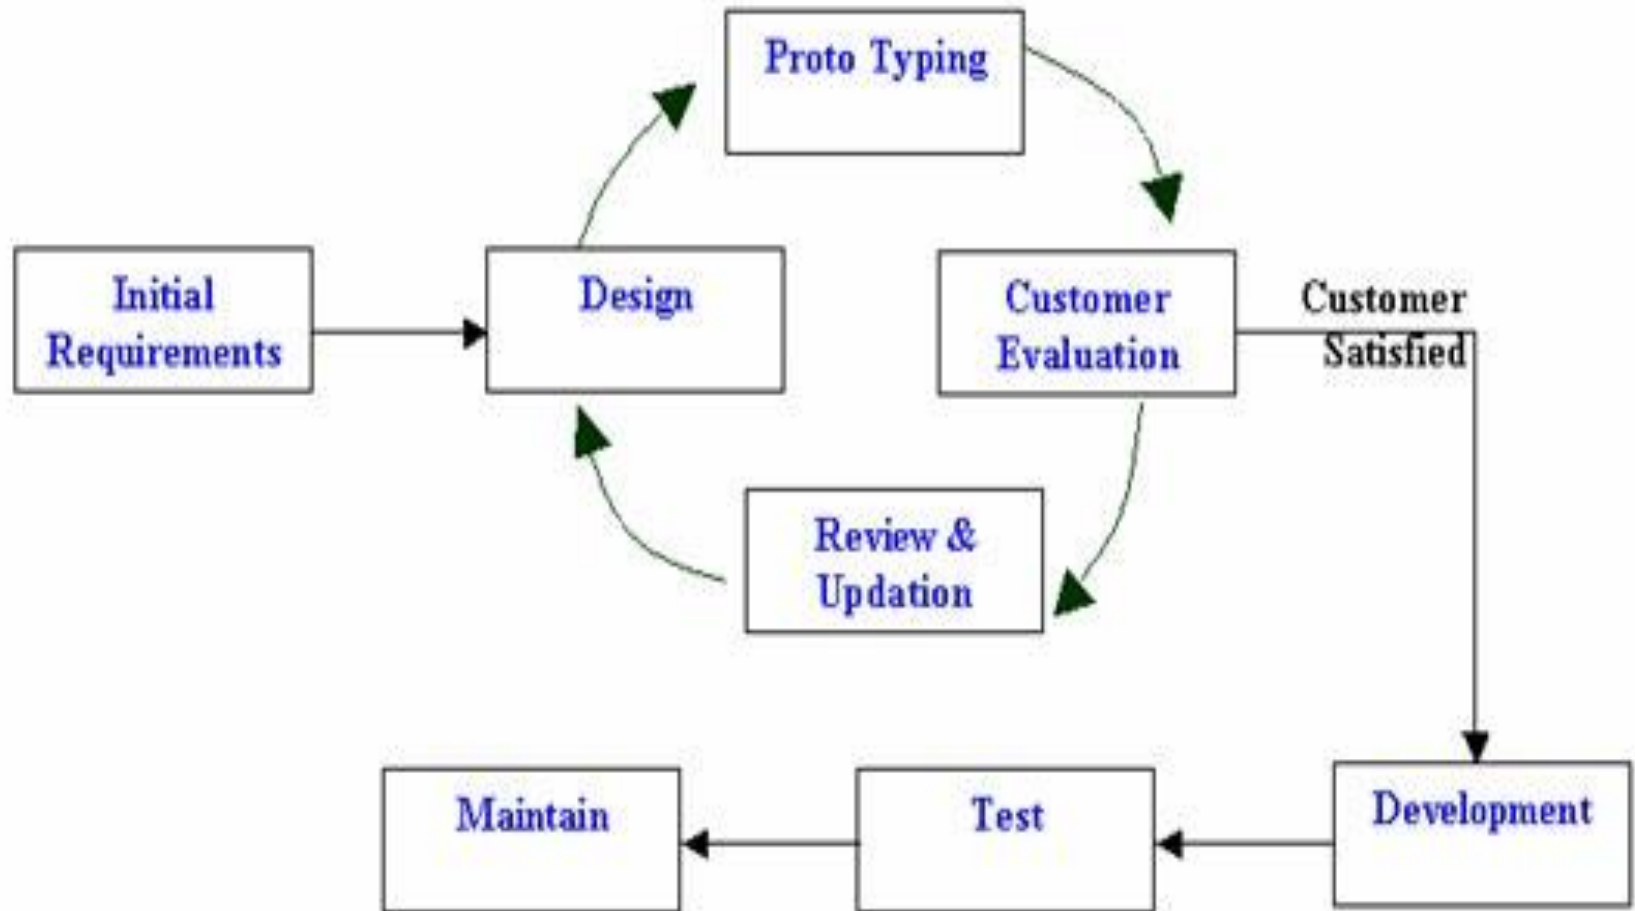 Proto Typing
Initial
Requirements
Design
Customer
Evaluation
Customer
Satisfied
Review &
Updation
Maintain
Test
Development